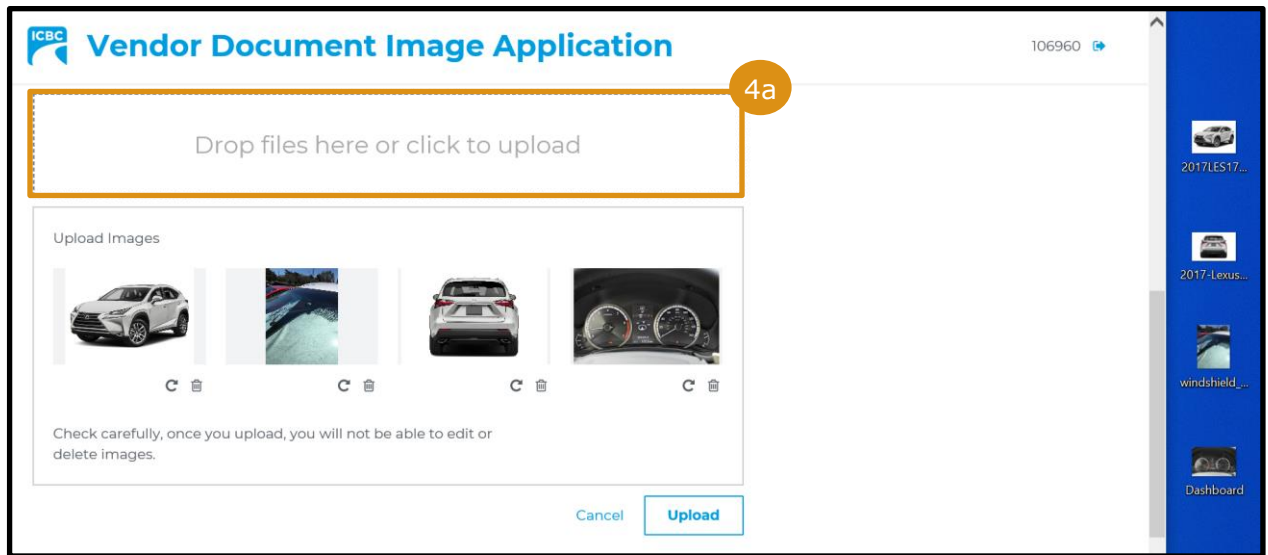 ICBC
Vendor Document Image Application
106960
4a
Drop files here or click to upload
Upload Images
Check carefully, once you upload, you will not be able to edit or
delete images.
Cancel
Upload
2017LES17...
2017-Lexus...
windshield_...
Dashboard